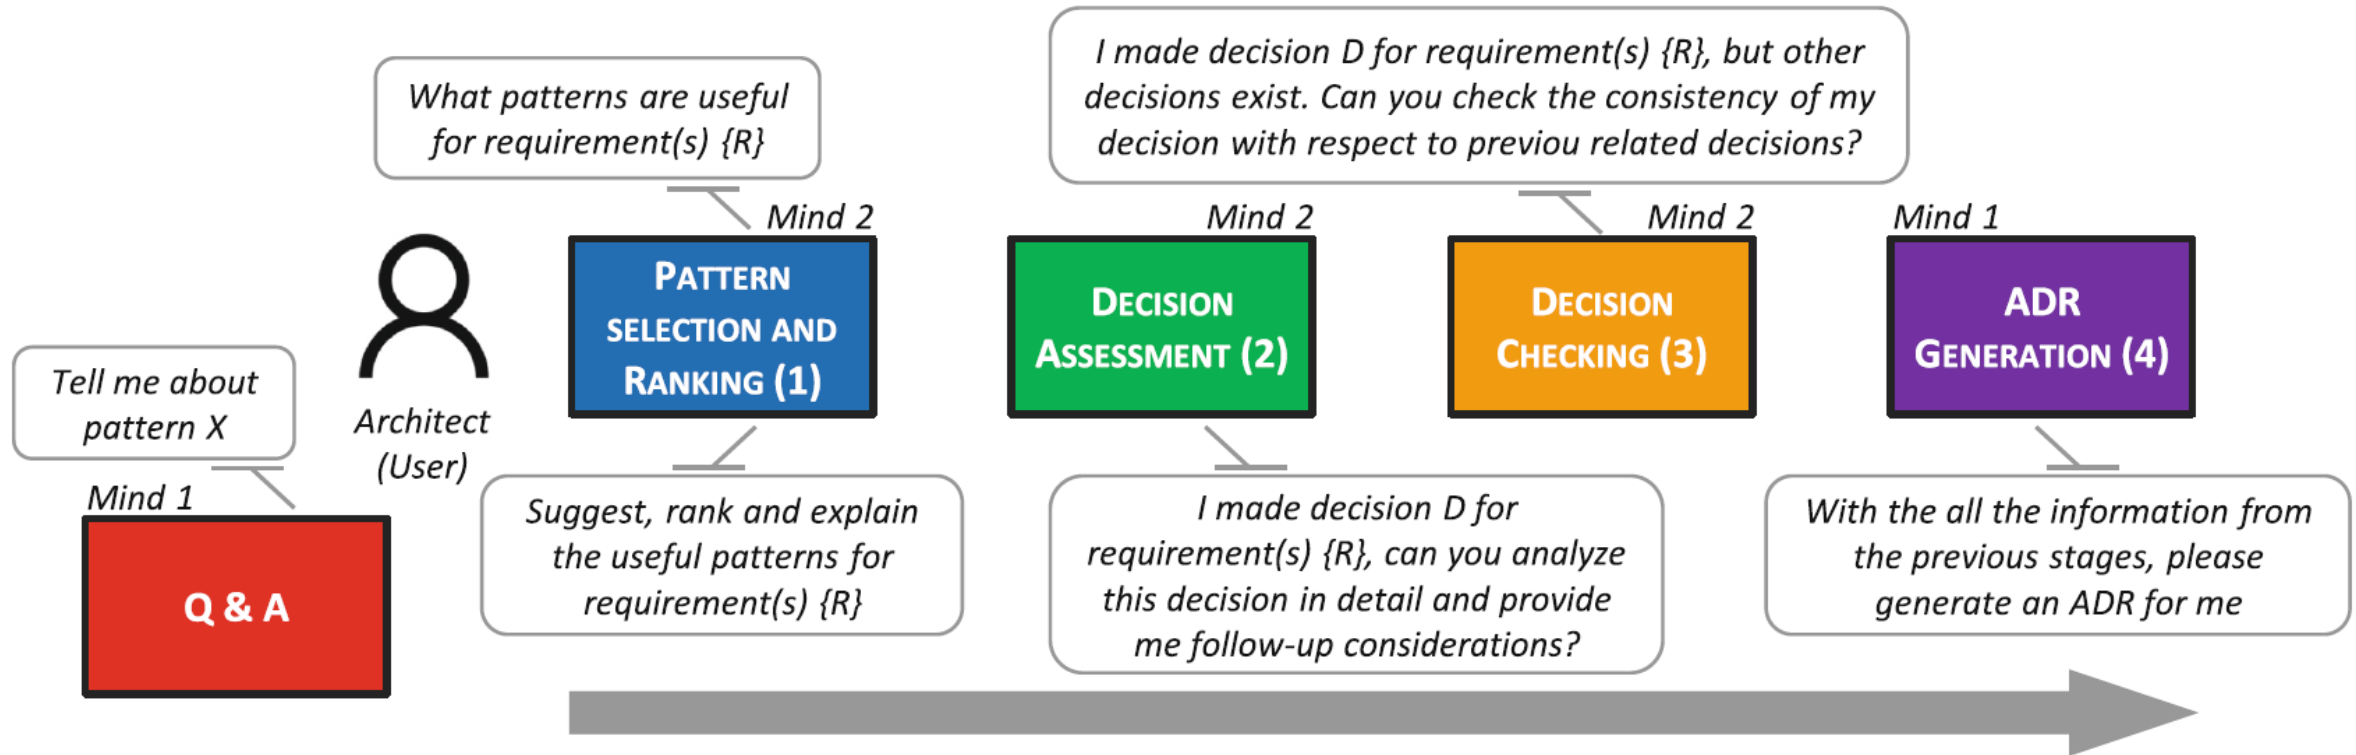 What patterns are useful
for requirement(s) {R}
I made decision D for requirement(s) {R}, but other
decisions exist. Can you check the consistency of my
decision with respect to previou related decisions?
Mind 2
Mind 2
Mind 2
Mind 1
PATTERN
SELECTION AND
RANKING (1)
DECISION
ASSESSMENT (2)
DECISION
CHECKING (3)
ADR
GENERATION (4)
Tell me about
pattern X
Architect
(User)
Mind 1
Q & A
Suggest, rank and explain
the useful patterns for
requirement(s) {R}
I made decision D for
requirement(s) {R}, can you analyze
this decision in detail and provide
me follow-up considerations?
With the all the information from
the previous stages, please
generate an ADR for me